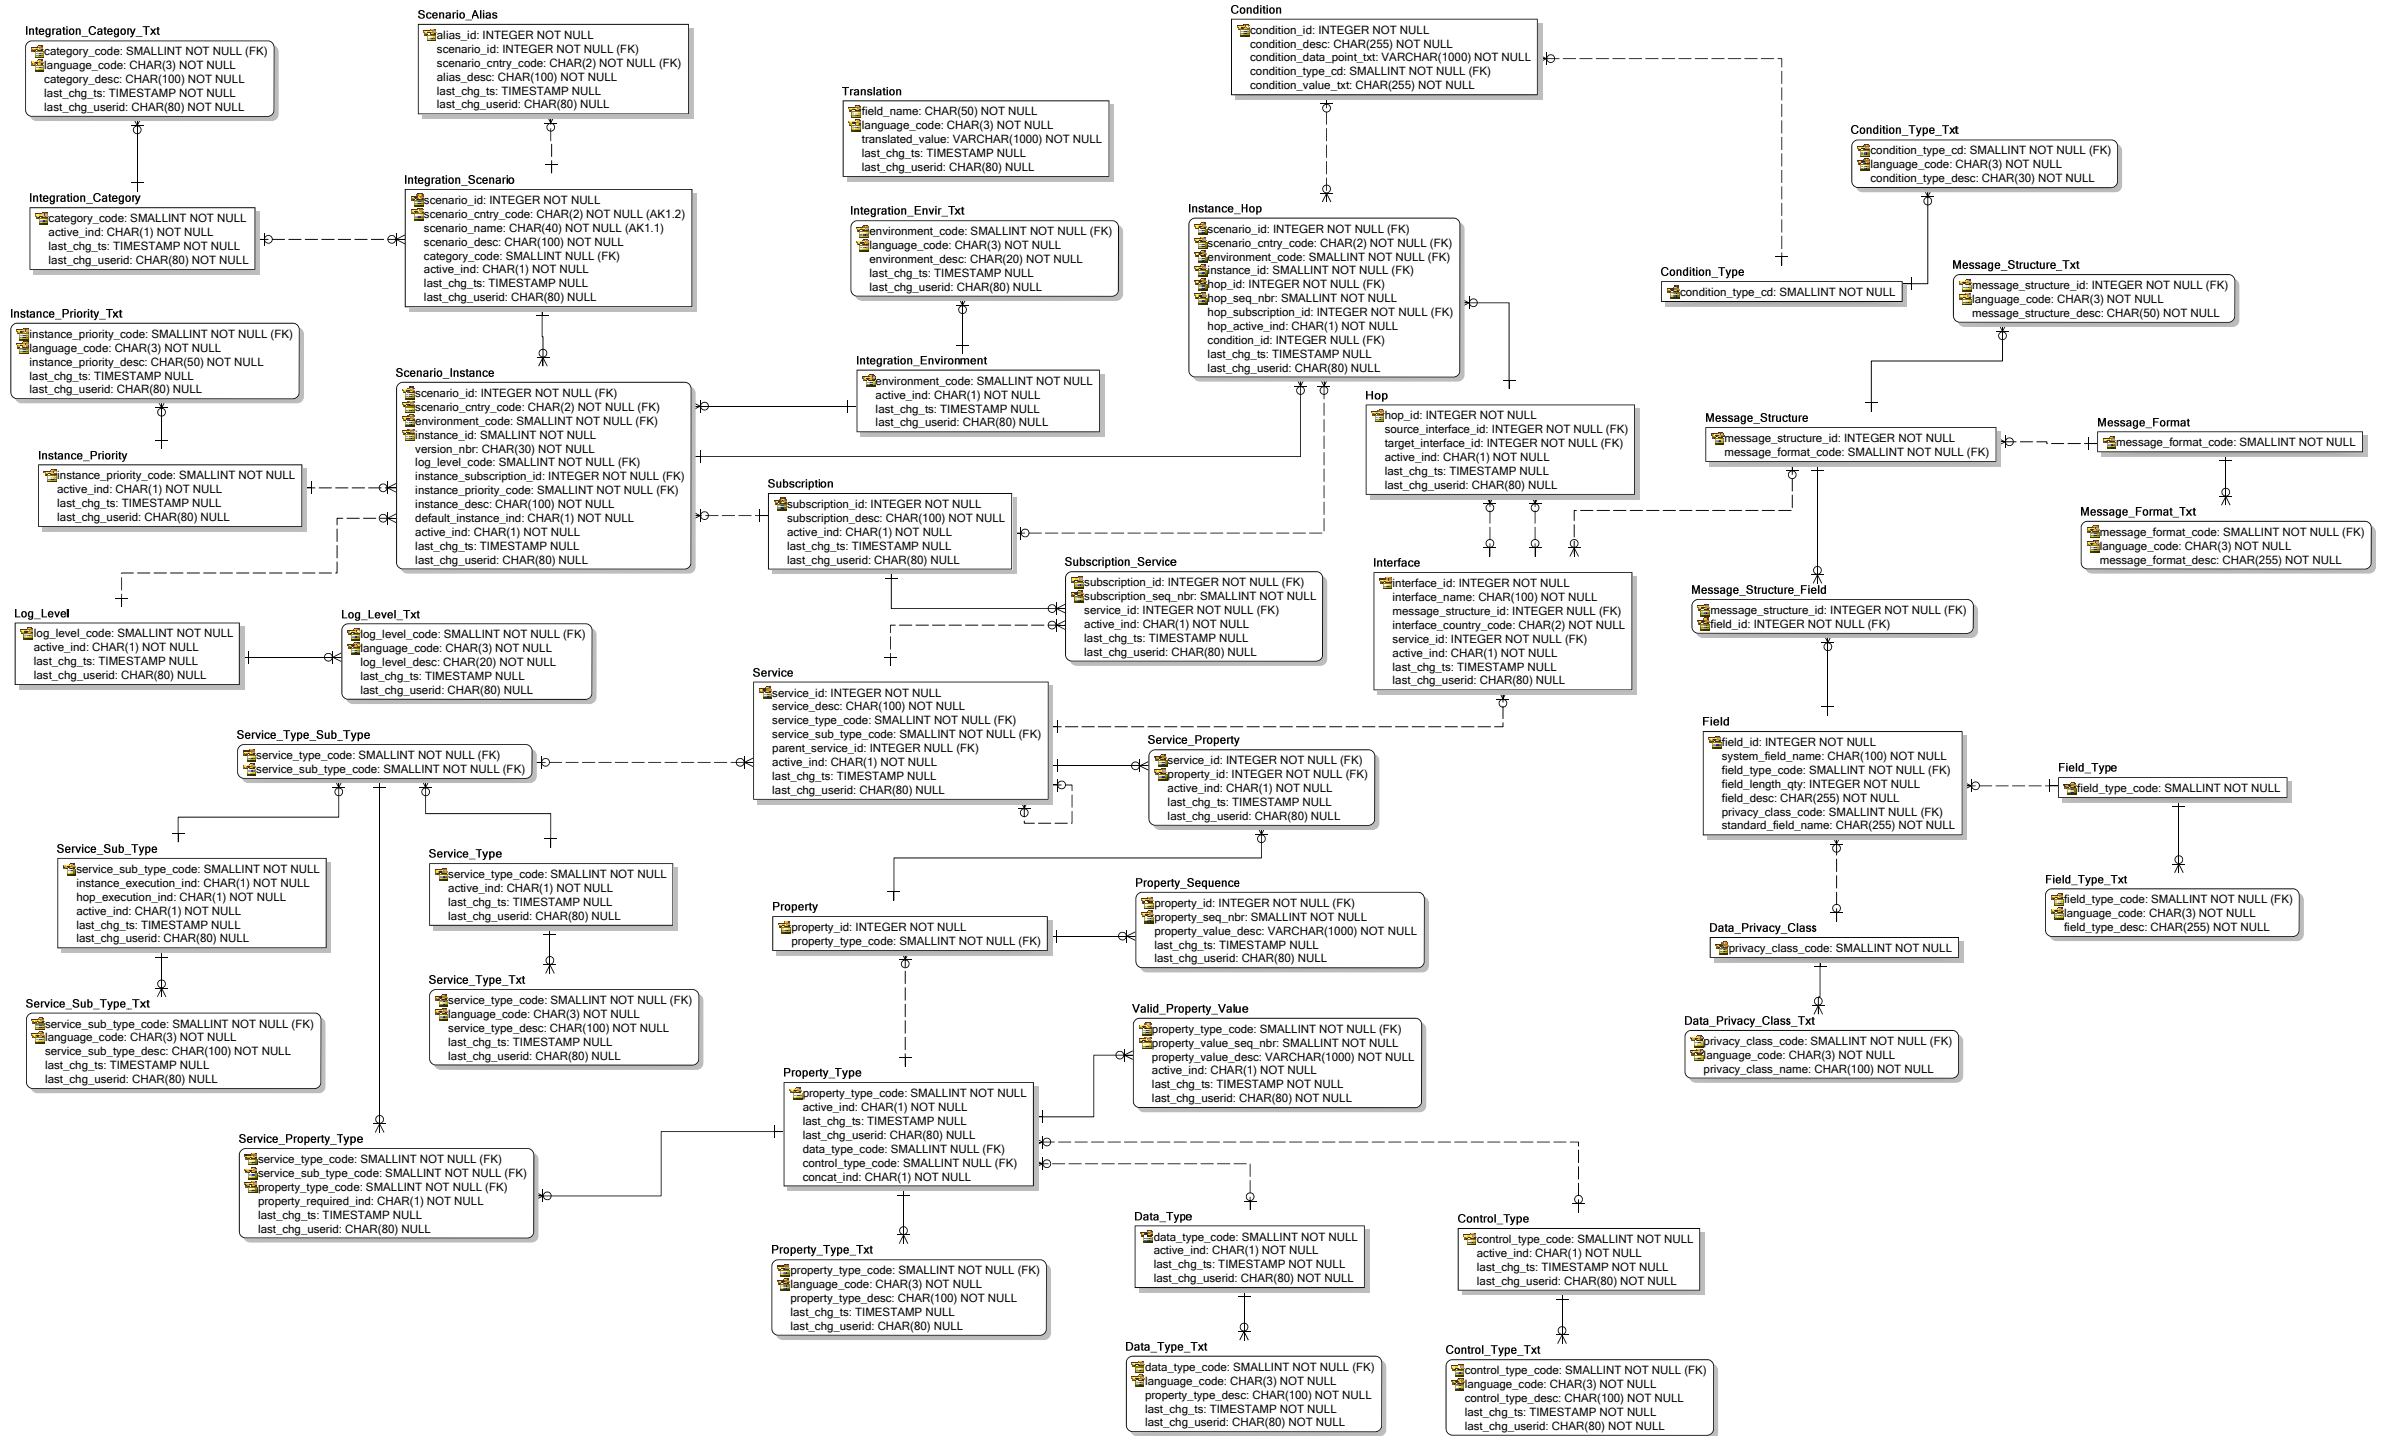 Integration_Category_Txt
category_code: SMALLINT NOT NULL (FK)
language_code: CHAR(3) NOT NULL
category_desc: CHAR(100) NOT NULL
last_chg_ts: TIMESTAMP NOT NULL
last_chg_userid: CHAR(80) NOT NULL
Scenario_Alias
alias_id: INTEGER NOT NULL
scenario_id: INTEGER NOT NULL (FK)
scenario_cntry_code: CHAR(2) NOT NULL (FK)
alias_desc: CHAR(100) NOT NULL
last_chg_ts: TIMESTAMP NULL
last_chg_userid: CHAR(80) NULL
Translation
field_name: CHAR(50) NOT NULL
language_code: CHAR(3) NOT NULL
translated_value: VARCHAR(1000) NOT NULL
last_chg_ts: TIMESTAMP NULL
last_chg_userid: CHAR(80) NULL
Condition
condition_id: INTEGER NOT NULL
condition_desc: CHAR(255) NOT NULL
condition_data_point_txt: VARCHAR(1000) NOT NULL
condition_type_cd: SMALLINT NOT NULL (FK)
condition_value_txt: CHAR(255) NOT NULL
Condition_Type_Txt
condition_type_cd: SMALLINT NOT NULL (FK)
language_code: CHAR(3) NOT NULL
condition_type_desc: CHAR(30) NOT NULL
Integration_Category
category_code: SMALLINT NOT NULL
active_ind: CHAR(1) NOT NULL
last_chg_ts: TIMESTAMP NOT NULL
last_chg_userid: CHAR(80) NOT NULL
Integration_Scenario
scenario_id: INTEGER NOT NULL
scenario_cntry_code: CHAR(2) NOT NULL (AK1.2)
scenario_name: CHAR(40) NOT NULL (AK1.1)
scenario_desc: CHAR(100) NOT NULL
category_code: SMALLINT NULL (FK)
active_ind: CHAR(1) NOT NULL
last_chg_ts: TIMESTAMP NULL
last_chg_userid: CHAR(80) NULL
Integration_Envir_Txt
environment_code: SMALLINT NOT NULL (FK)
language_code: CHAR(3) NOT NULL
environment_desc: CHAR(20) NOT NULL
last_chg_ts: TIMESTAMP NULL
last_chg_userid: CHAR(80) NULL
Instance_Hop
scenario_id: INTEGER NOT NULL (FK)
scenario_cntry_code: CHAR(2) NOT NULL (FK)
environment_code: SMALLINT NOT NULL (FK)
instance_id: SMALLINT NOT NULL (FK)
hop_id: INTEGER NOT NULL (FK)
hop_seq_nbr: SMALLINT NOT NULL
hop_subscription_id: INTEGER NOT NULL (FK)
hop_active_ind: CHAR(1) NOT NULL
condition_id: INTEGER NOT NULL (FK)
last_chg_ts: TIMESTAMP NULL
last_chg_userid: CHAR(80) NULL
Condition_Type
condition_type_cd: SMALLINT NOT NULL
Message_Structure_Txt
message_structure_id: INTEGER NOT NULL (FK)
language_code: CHAR(3) NOT NULL
message_structure_desc: CHAR(50) NOT NULL
Instance_Priority_Txt
instance_priority_code: SMALLINT NOT NULL (FK)
language_code: CHAR(3) NOT NULL
instance_priority_desc: CHAR(50) NOT NULL
last_chg_ts: TIMESTAMP NULL
last_chg_userid: CHAR(80) NULL
Integration_Environment
environment_code: SMALLINT NOT NULL
active_ind: CHAR(1) NOT NULL
last_chg_ts: TIMESTAMP NULL
last_chg_userid: CHAR(80) NULL
Scenario_Instance
scenario_id: INTEGER NOT NULL (FK)
scenario_cntry_code: CHAR(2) NOT NULL (FK)
environment_code: SMALLINT NOT NULL (FK)
instance_id: SMALLINT NOT NULL
version_nbr: CHAR(30) NOT NULL
log_level_code: SMALLINT NOT NULL (FK)
instance_subscription_id: INTEGER NOT NULL (FK)
instance_priority_code: SMALLINT NOT NULL (FK)
instance_desc: CHAR(100) NOT NULL
default_instance_ind: CHAR(1) NOT NULL
active_ind: CHAR(1) NOT NULL
last_chg_ts: TIMESTAMP NULL
last_chg_userid: CHAR(80) NULL
Hop
hop_id: INTEGER NOT NULL
source_interface_id: INTEGER NOT NULL (FK)
target_interface_id: INTEGER NOT NULL (FK)
active_ind: CHAR(1) NOT NULL
last_chg_ts: TIMESTAMP NULL
last_chg_userid: CHAR(80) NULL
Message_Structure
message_structure_id: INTEGER NOT NULL
message_format_code: SMALLINT NOT NULL (FK)
Message_Format
message_format_code: SMALLINT NOT NULL
Instance_Priority
instance_priority_code: SMALLINT NOT NULL
active_ind: CHAR(1) NOT NULL
last_chg_ts: TIMESTAMP NULL
last_chg_userid: CHAR(80) NULL
Subscription
subscription_id: INTEGER NOT NULL
subscription_desc: CHAR(100) NOT NULL
active_ind: CHAR(1) NOT NULL
last_chg_ts: TIMESTAMP NULL
last_chg_userid: CHAR(80) NULL
Message_Format_Txt
message_format_code: SMALLINT NOT NULL (FK)
language_code: CHAR(3) NOT NULL
message_format_desc: CHAR(255) NOT NULL
Subscription_Service
subscription_id: INTEGER NOT NULL (FK)
subscription_seq_nbr: SMALLINT NOT NULL
service_id: INTEGER NOT NULL (FK)
active_ind: CHAR(1) NOT NULL
last_chg_ts: TIMESTAMP NULL
last_chg_userid: CHAR(80) NULL
Interface
interface_id: INTEGER NOT NULL
interface_name: CHAR(100) NOT NULL
message_structure_id: INTEGER NULL (FK)
interface_country_code: CHAR(2) NOT NULL
service_id: INTEGER NOT NULL (FK)
active_ind: CHAR(1) NOT NULL
last_chg_ts: TIMESTAMP NULL
last_chg_userid: CHAR(80) NULL
Message_Structure_Field
message_structure_id: INTEGER NOT NULL (FK)
field_id: INTEGER NOT NULL (FK)
Log_Level
log_level_code: SMALLINT NOT NULL
active_ind: CHAR(1) NOT NULL
last_chg_ts: TIMESTAMP NULL
last_chg_userid: CHAR(80) NULL
Log_Level_Txt
log_level_code: SMALLINT NOT NULL (FK)
language_code: CHAR(3) NOT NULL
log_level_desc: CHAR(20) NOT NULL
last_chg_ts: TIMESTAMP NULL
last_chg_userid: CHAR(80) NULL
Service
service_id: INTEGER NOT NULL
service_desc: CHAR(100) NOT NULL
service_type_code: SMALLINT NOT NULL (FK)
service_sub_type_code: SMALLINT NOT NULL (FK)
parent_service_id: INTEGER NULL (FK)
active_ind: CHAR(1) NOT NULL
last_chg_ts: TIMESTAMP NULL
last_chg_userid: CHAR(80) NULL
Service_Type_Sub_Type
service_type_code: SMALLINT NOT NULL (FK)
service_sub_type_code: SMALLINT NOT NULL (FK)
Service_Property
service_id: INTEGER NOT NULL (FK)
property_id: INTEGER NOT NULL (FK)
active_ind: CHAR(1) NOT NULL
last_chg_ts: TIMESTAMP NULL
last_chg_userid: CHAR(80) NULL
Field
field_id: INTEGER NOT NULL
system_field_name: CHAR(100) NOT NULL
field_type_code: SMALLINT NOT NULL (FK)
field_length_qty: INTEGER NOT NULL
field_desc: CHAR(255) NOT NULL
privacy_class_code: SMALLINT NULL (FK)
standard_field_name: CHAR(255) NOT NULL
Field_Type
field_type_code: SMALLINT NOT NULL
Service_Sub_Type
service_sub_type_code: SMALLINT NOT NULL
instance_execution_ind: CHAR(1) NOT NULL
hop_execution_ind: CHAR(1) NOT NULL
active_ind: CHAR(1) NOT NULL
last_chg_ts: TIMESTAMP NULL
last_chg_userid: CHAR(80) NULL
Service_Type
service_type_code: SMALLINT NOT NULL
active_ind: CHAR(1) NOT NULL
last_chg_ts: TIMESTAMP NULL
last_chg_userid: CHAR(80) NULL
Property
property_id: INTEGER NOT NULL
property_type_code: SMALLINT NOT NULL (FK)
Property_Sequence
property_id: INTEGER NOT NULL (FK)
property_seq_nbr: SMALLINT NOT NULL
property_value_desc: VARCHAR(1000) NOT NULL
last_chg_ts: TIMESTAMP NULL
last_chg_userid: CHAR(80) NULL
Field_Type_Txt
field_type_code: SMALLINT NOT NULL (FK)
language_code: CHAR(3) NOT NULL
field_type_desc: CHAR(255) NOT NULL
Data_Privacy_Class
privacy_class_code: SMALLINT NOT NULL
Service_Sub_Type_Txt
service_sub_type_code: SMALLINT NOT NULL (FK)
language_code: CHAR(3) NOT NULL
service_sub_type_desc: CHAR(100) NOT NULL
last_chg_ts: TIMESTAMP NULL
last_chg_userid: CHAR(80) NULL
Service_Type_Txt
service_type_code: SMALLINT NOT NULL (FK)
language_code: CHAR(3) NOT NULL
service_type_desc: CHAR(100) NOT NULL
last_chg_ts: TIMESTAMP NULL
last_chg_userid: CHAR(80) NULL
Valid_Property_Value
property_type_code: SMALLINT NOT NULL (FK)
property_value_seq_nbr: SMALLINT NOT NULL
property_value_desc: VARCHAR(1000) NOT NULL
active_ind: CHAR(1) NOT NULL
last_chg_ts: TIMESTAMP NOT NULL
last_chg_userid: CHAR(80) NOT NULL
Data_Privacy_Class_Txt
privacy_class_code: SMALLINT NOT NULL (FK)
language_code: CHAR(3) NOT NULL
privacy_class_name: CHAR(100) NOT NULL
Property_Type
property_type_code: SMALLINT NOT NULL
active_ind: CHAR(1) NOT NULL
last_chg_ts: TIMESTAMP NULL
last_chg_userid: CHAR(80) NULL
data_type_code: SMALLINT NULL (FK)
control_type_code: SMALLINT NULL (FK)
concat_ind: CHAR(1) NOT NULL
Service_Property_Type
service_type_code: SMALLINT NOT NULL (FK)
service_sub_type_code: SMALLINT NOT NULL (FK)
property_type_code: SMALLINT NOT NULL (FK)
property_required_ind: CHAR(1) NOT NULL
last_chg_ts: TIMESTAMP NULL
last_chg_userid: CHAR(80) NULL
Property_Type_Txt
property_type_code: SMALLINT NOT NULL (FK)
language_code: CHAR(3) NOT NULL
property_type_desc: CHAR(100) NOT NULL
last_chg_ts: TIMESTAMP NULL
last_chg_userid: CHAR(80) NULL
Data_Type
data_type_code: SMALLINT NOT NULL
active_ind: CHAR(1) NOT NULL
last_chg_ts: TIMESTAMP NOT NULL
last_chg_userid: CHAR(80) NOT NULL
Control_Type
control_type_code: SMALLINT NOT NULL
active_ind: CHAR(1) NOT NULL
last_chg_ts: TIMESTAMP NOT NULL
last_chg_userid: CHAR(80) NOT NULL
Data_Type_Txt
data_type_code: SMALLINT NOT NULL (FK)
language_code: CHAR(3) NOT NULL
property_type_desc: CHAR(100) NOT NULL
last_chg_ts: TIMESTAMP NOT NULL
last_chg_userid: CHAR(80) NOT NULL
Control_Type_Txt
control_type_code: SMALLINT NOT NULL (FK)
language_code: CHAR(3) NOT NULL
control_type_desc: CHAR(100) NOT NULL
last_chg_ts: TIMESTAMP NOT NULL
last_chg_userid: CHAR(80) NOT NULL